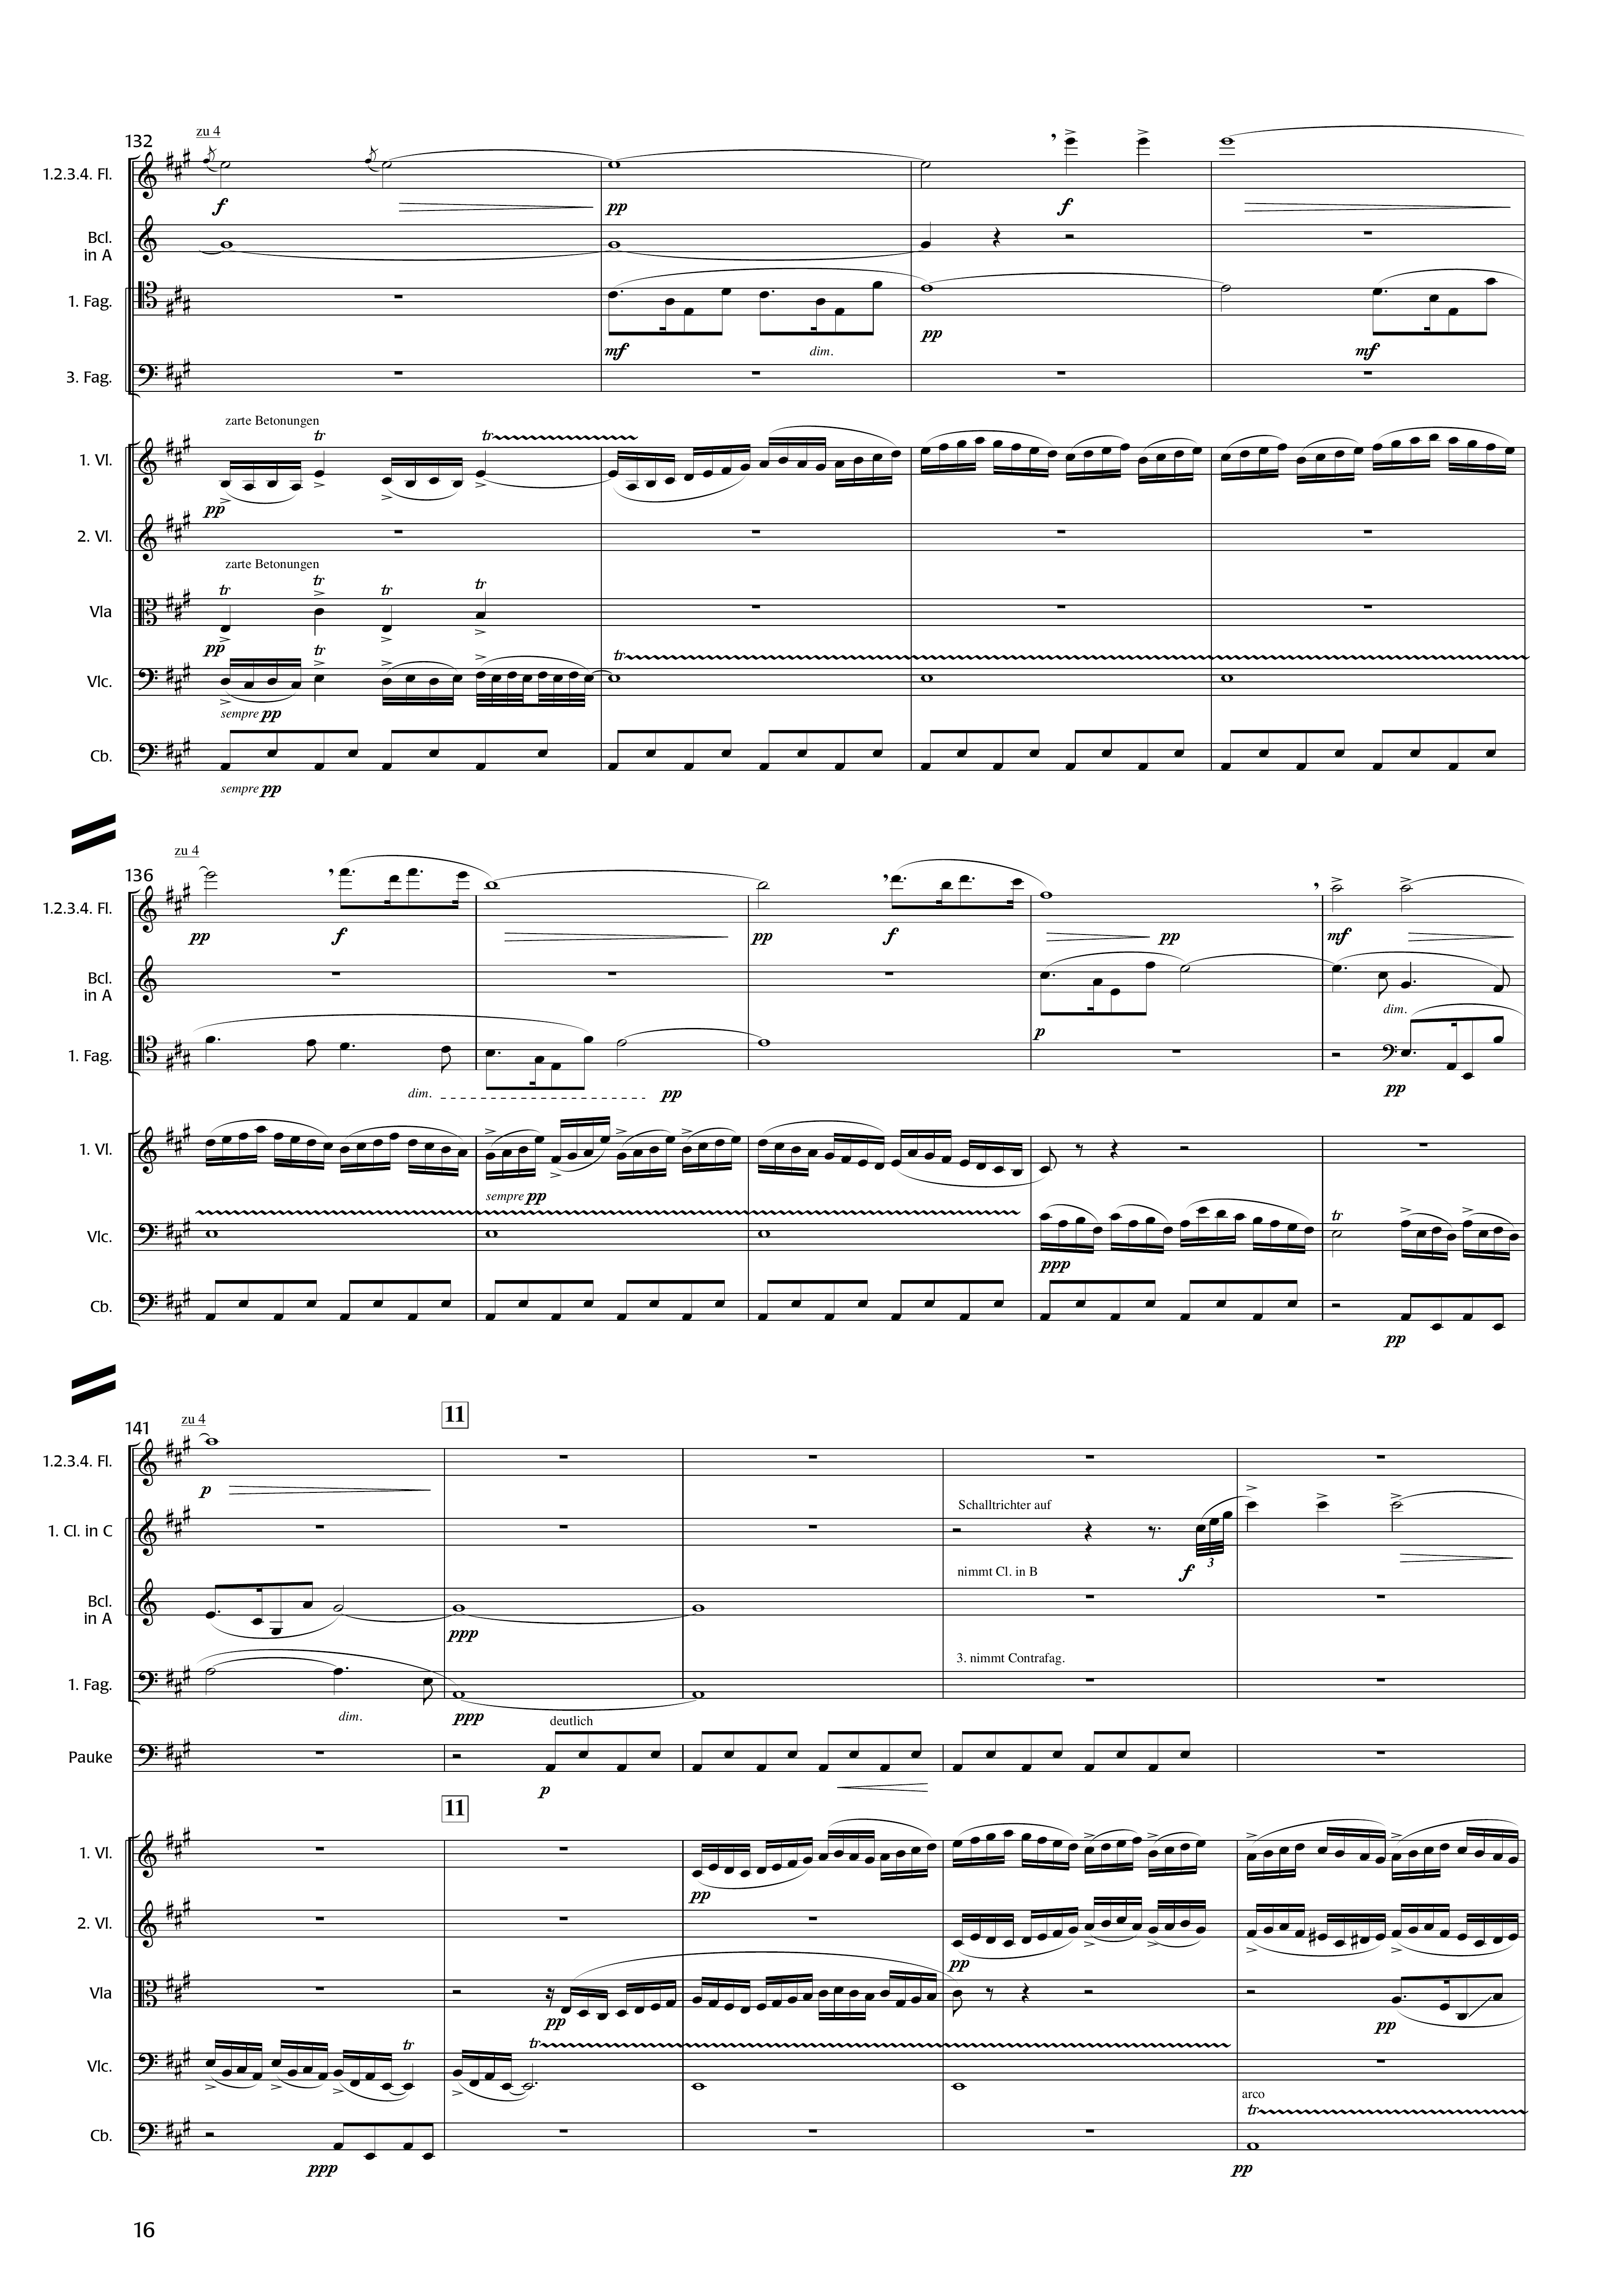 132
zu 4
1.2.3.4. Fl.
f
pp
f
Bcl.
in A
1. Fag.
mf
dim.
pp
mf
3. Fag.
zarte Betonungen
tr
tr
1. Vl.
pp
2. Vl.
zarte Betonungen
tr
tr
tr
tr
Vla
pp
tr
tr
Vlc.
sempre pp
Cb.
sempre pp
136
zu 4
1.2.3.4. Fl.
pp
f
pp
f
pp
mf
Bcl.
in A
p
dim.
1. Fag.
dim.
pp
pp
1. Vl.
sempre pp
tr
Vlc.
ppp
Cb.
pp
141
zu 4
11
1.2.3.4. Fl.
p
Schalltrichter auf
1. Cl. in C
3
f
nimmt Cl. in B
Bcl.
in A
ppp
3. nimmt Contrafag.
1. Fag.
dim.
ppp
deutlich
Pauke
p
11
1. Vl.
pp
2. Vl.
pp
Vla
pp
pp
tr
tr
Vlc.
arco
tr
Cb.
ppp
pp
16